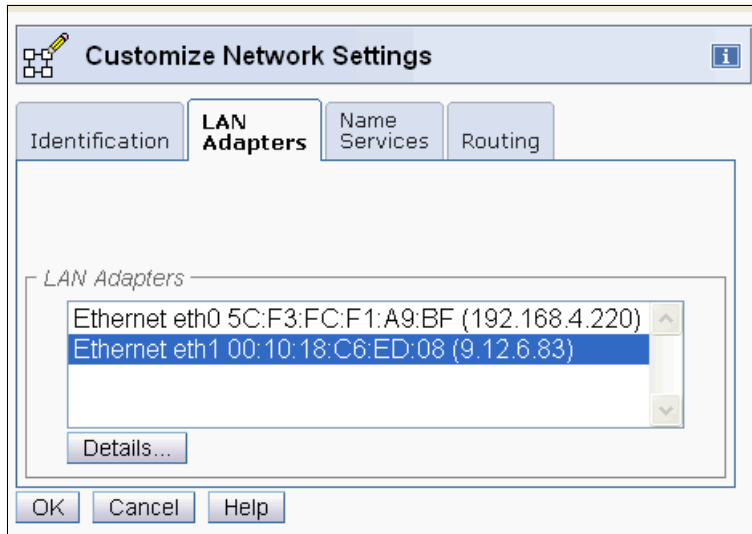 Customize Network Settings
i
Identification
LAN Adapters
Name Services
Routing
LAN Adapters
Ethernet eth0 5C:F3:FC:F1:A9:BF (192.168.4.220)
Ethernet eth1 00:10:18:C6:ED:08 (9.12.6.83)
Details...
OK
Cancel
Help